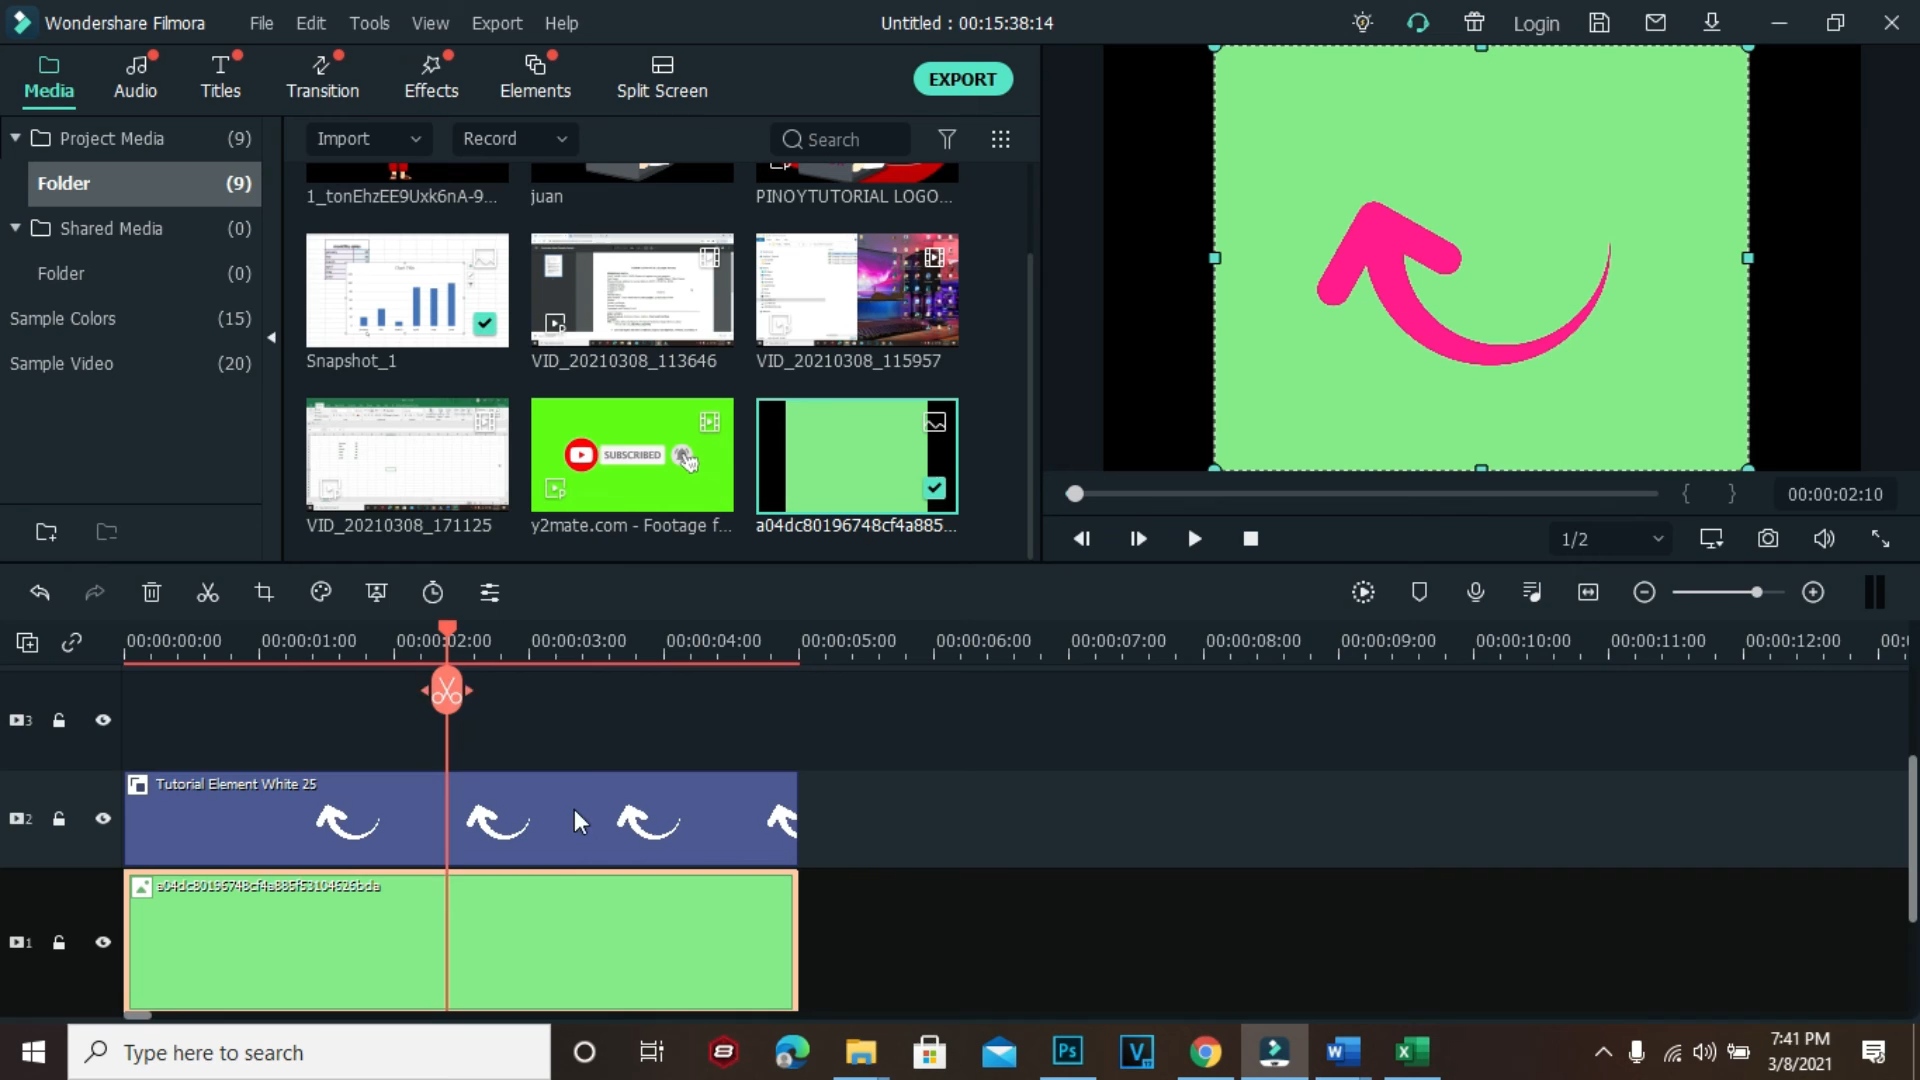 Wondershare Filmora
File Edit Tools View Export Help
Untitled : 00:15:38:14
Login
Media Audio Titles Transition Effects Elements Split Screen
EXPORT
Project Media (9)
Folder (9)
Shared Media (0)
Folder (0)
Sample Colors (15)
Sample Video (20)
Import Record Search
1_tonEhzEE9Uxk6nA-9... juan PINOYTUTORIAL LOGO...
Snapshot_1 VID_20210308_113646 VID_20210308_115957
SUBSCRIBED
VID_20210308_171125 y2mate.com - Footage f... a04dc80196748cf4a885...
{ } 00:00:02:10
1/2
00:00:00:00 00:00:01:00 00:00:02:00 00:00:03:00 00:00:04:00 00:00:05:00 00:00:06:00 00:00:07:00 00:00:08:00 00:00:09:00 00:00:10:00 00:00:11:00 00:00:12:00 00:0
3
Tutorial Element White 25
2
a04dc80196748cf4a885f53104626bda
1
Type here to search
Ps
V
7:41 PM
3/8/2021